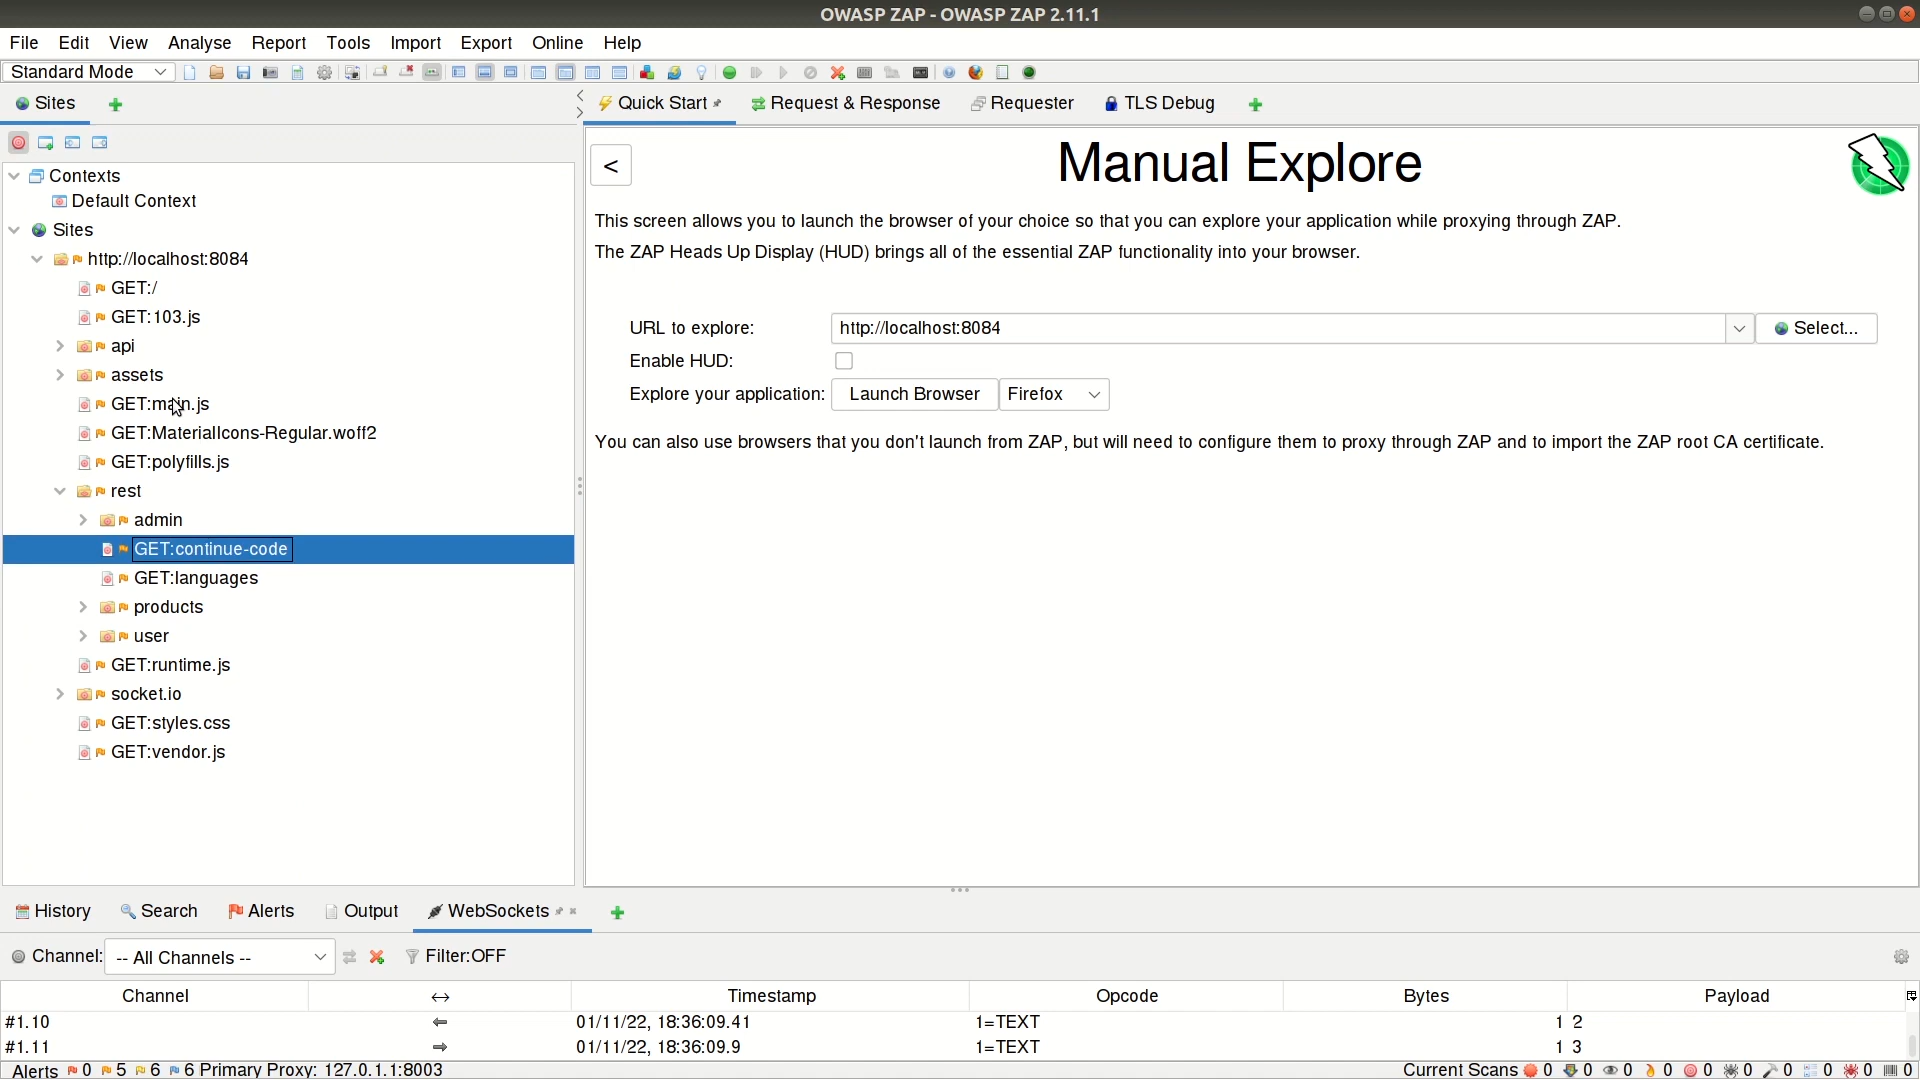 OWASP ZAP - OWASP ZAP 2.11.1
File Edit View Analyse Report Tools Import Export Online Help
Standard Mode
Sites
Quick Start Request & Response Requester TLS Debug
Contexts
Default Context
Sites
http://localhost:8084
GET:/
GET:103.js
api
assets
GET:main.js
GET:MaterialIcons-Regular.woff2
GET:polyfills.js
rest
admin
GET:continue-code
GET:languages
products
user
GET:runtime.js
socket.io
GET:styles.css
GET:vendor.js
<
Manual Explore
This screen allows you to launch the browser of your choice so that you can explore your application while proxying through ZAP.
The ZAP Heads Up Display (HUD) brings all of the essential ZAP functionality into your browser.
URL to explore: http://localhost:8084 Select...
Enable HUD:
Explore your application: Launch Browser Firefox
You can also use browsers that you don't launch from ZAP, but will need to configure them to proxy through ZAP and to import the ZAP root CA certificate.
History Search Alerts Output WebSockets
Channel: -- All Channels -- Filter:OFF
Channel ↔ Timestamp Opcode Bytes Payload
#1.10 ← 01/11/22, 18:36:09.41 1=TEXT 1 2
#1.11 → 01/11/22, 18:36:09.9 1=TEXT 1 3
Alerts 0 5 6 6 Primary Proxy: 127.0.1.1:8003 Current Scans 0 0 0 0 0 0 0 0 0 0